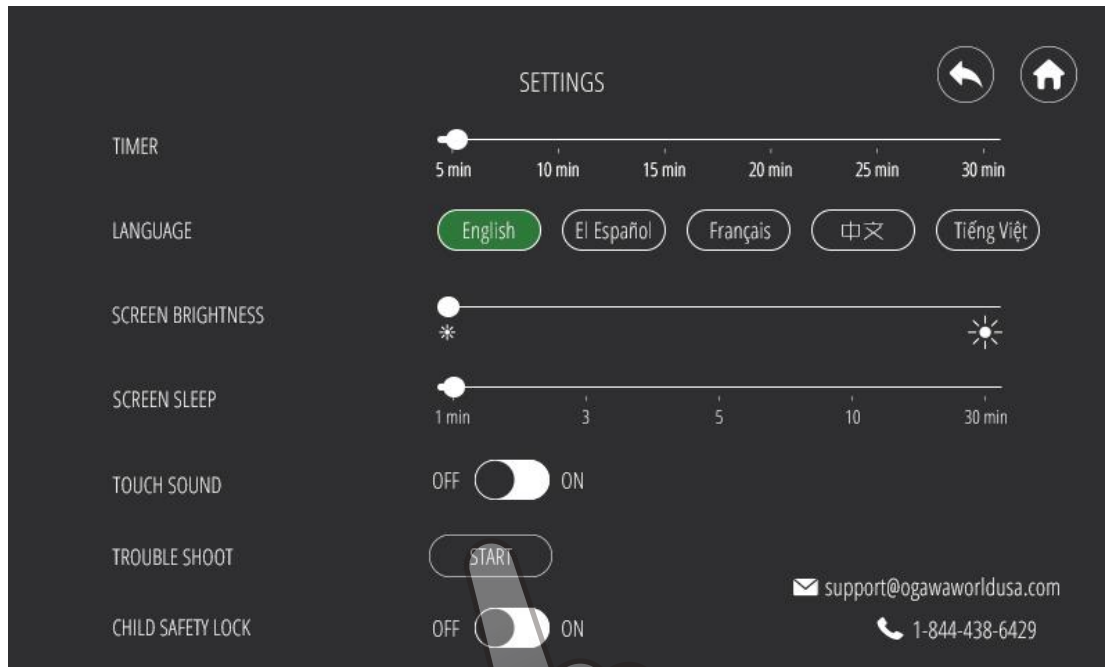 SETTINGS
TIMER
5 min 10 min 15 min 20 min 25 min 30 min
LANGUAGE English El Español Français 中文 Tiếng Việt
SCREEN BRIGHTNESS
SCREEN SLEEP
1 min 3 5 10 30 min
TOUCH SOUND OFF ON
TROUBLE SHOOT START
support@ogawaworldusa.com
CHILD SAFETY LOCK OFF ON 1-844-438-6429